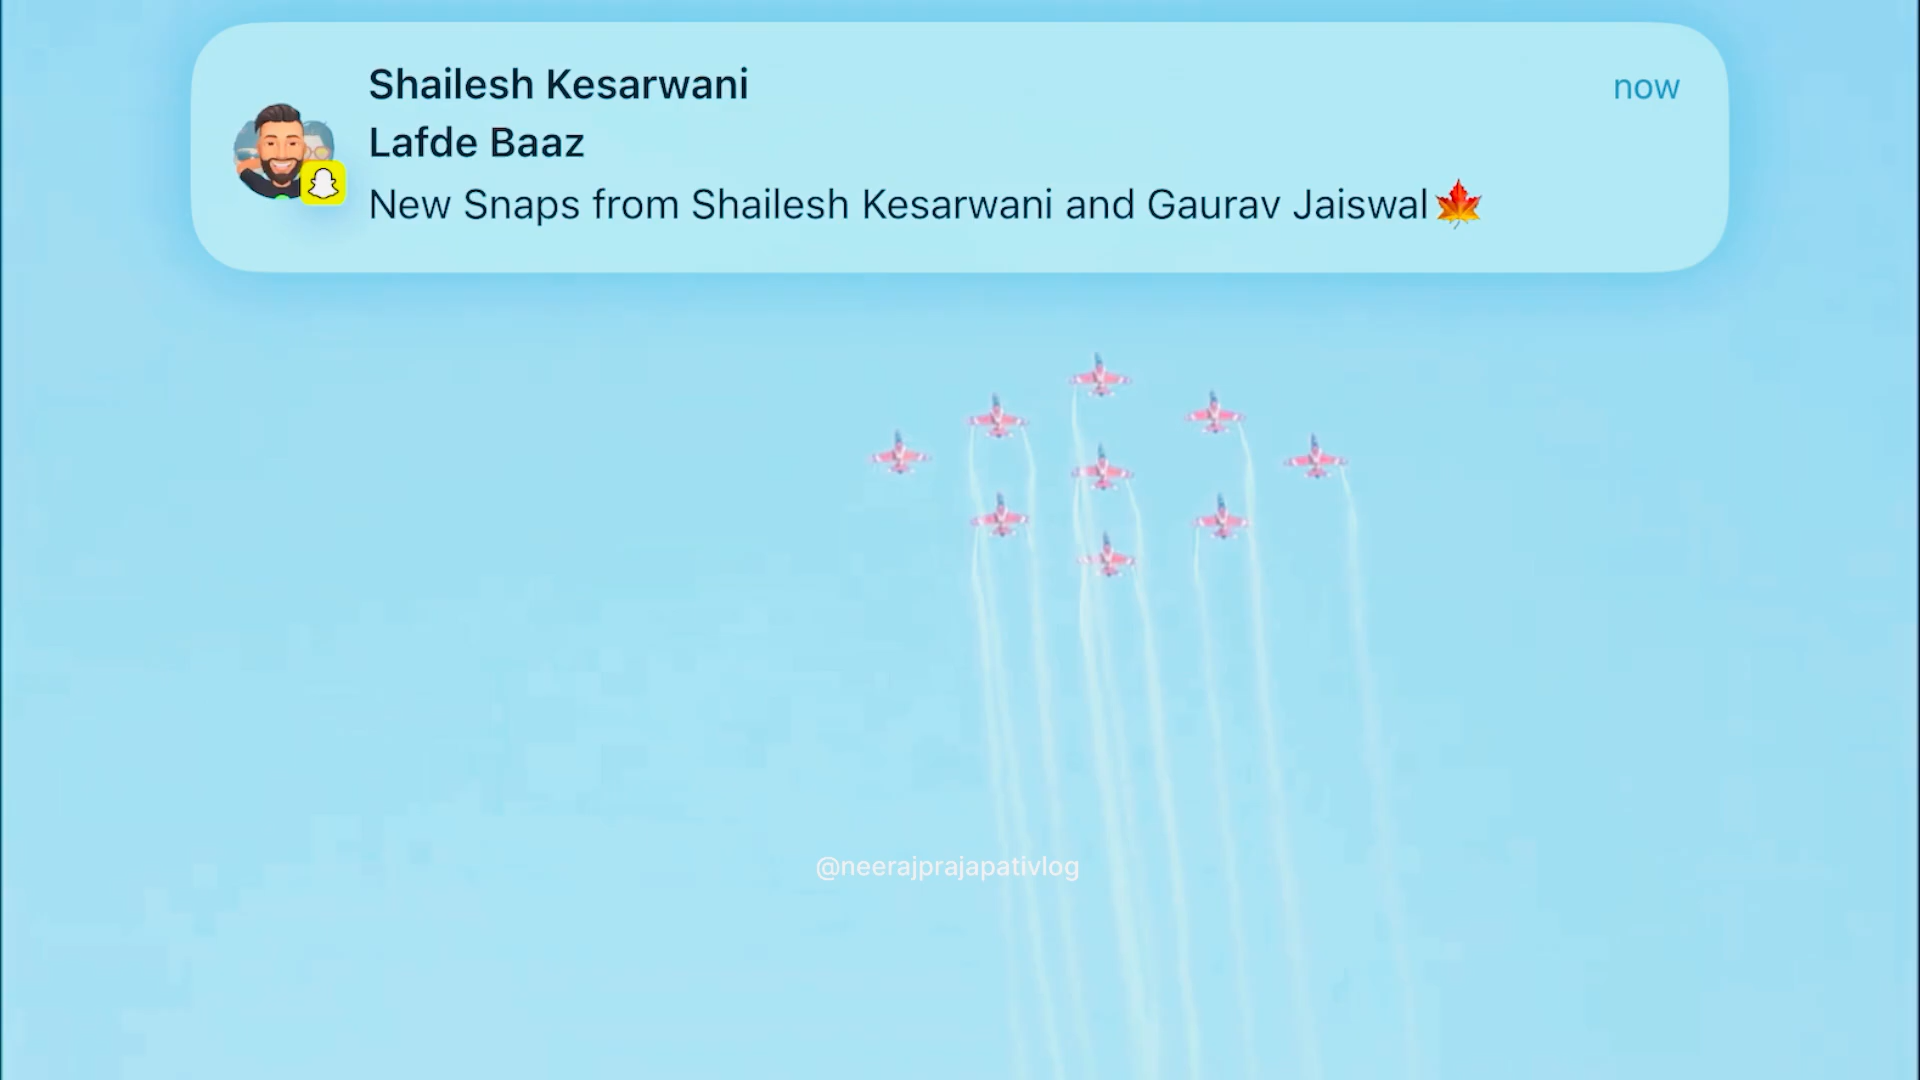 Shailesh Kesarwani
now
Lafde Baaz
New Snaps from Shailesh Kesarwani and Gaurav Jaiswal🍁
@neerajprajapativlog